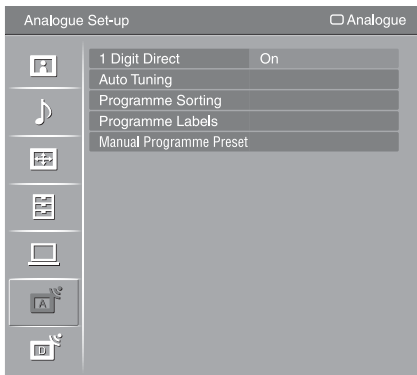 Analogue Set-up Analogue
1 Digit Direct On
Auto Tuning
Programme Sorting
Programme Labels
Manual Programme Preset
A
D